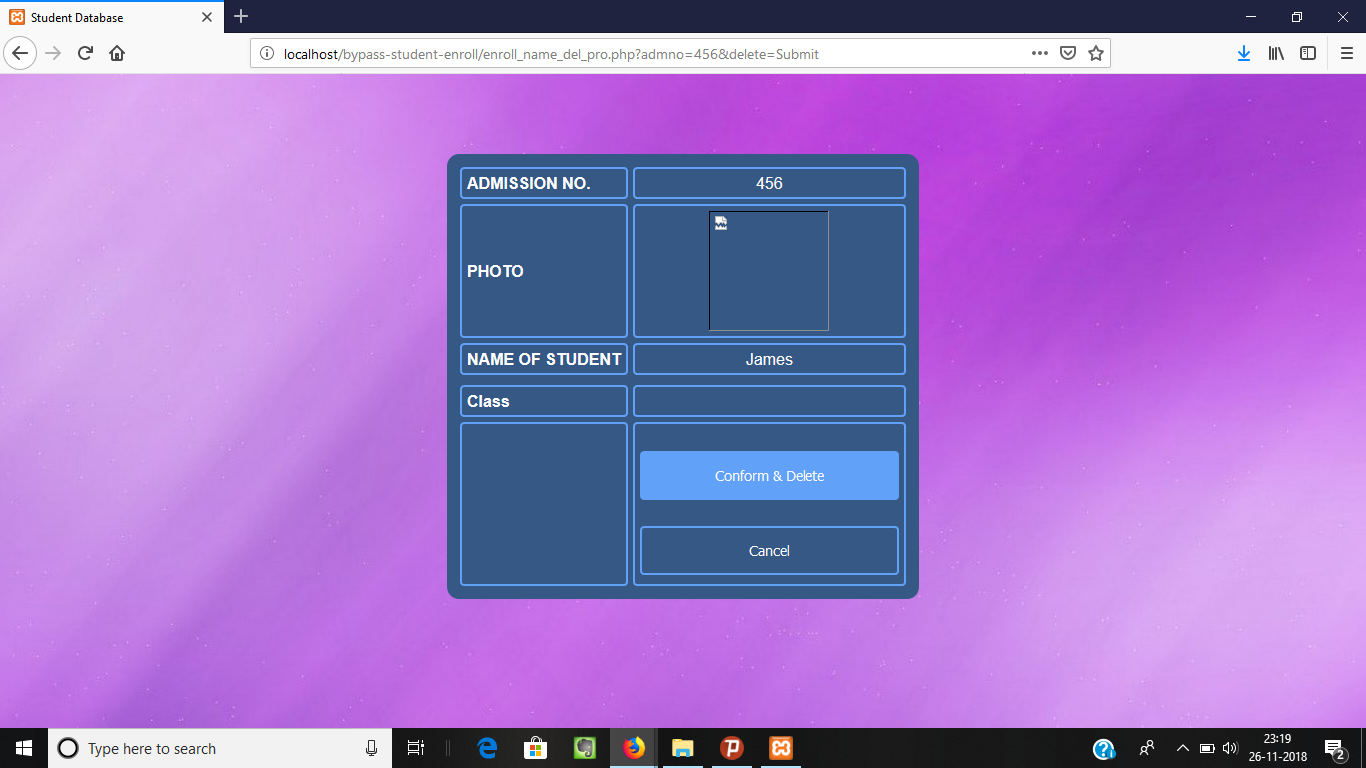 Student Database
localhost/bypass-student-enroll/enroll_name_del_pro.php?admno=456&delete=Submit
ADMISSION NO. 456
PHOTO
NAME OF STUDENT James
Class
Conform & Delete
Cancel
Type here to search
23:19
26-11-2018
2